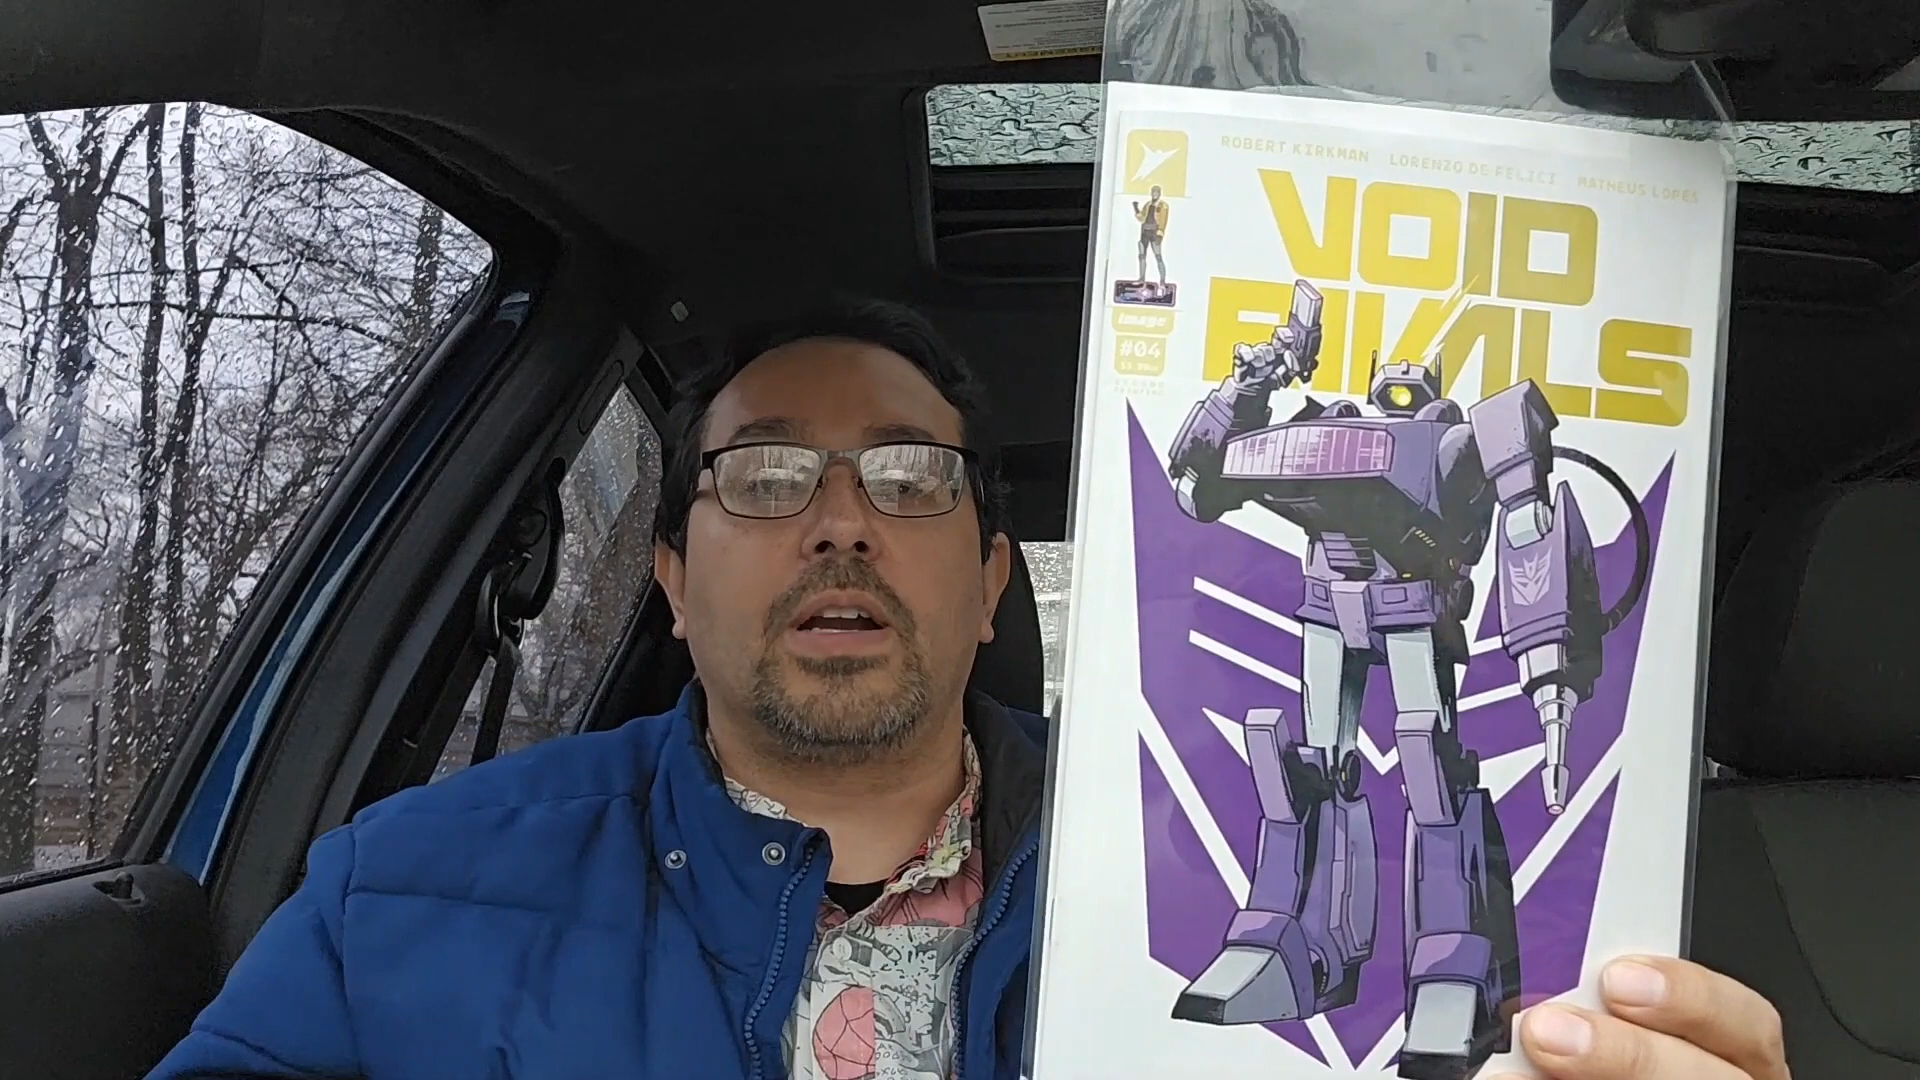 ROBERT KIRKMAN LORENZO DE FELICI MATHEUS LOPES
VOID
RIVALS
image
#04